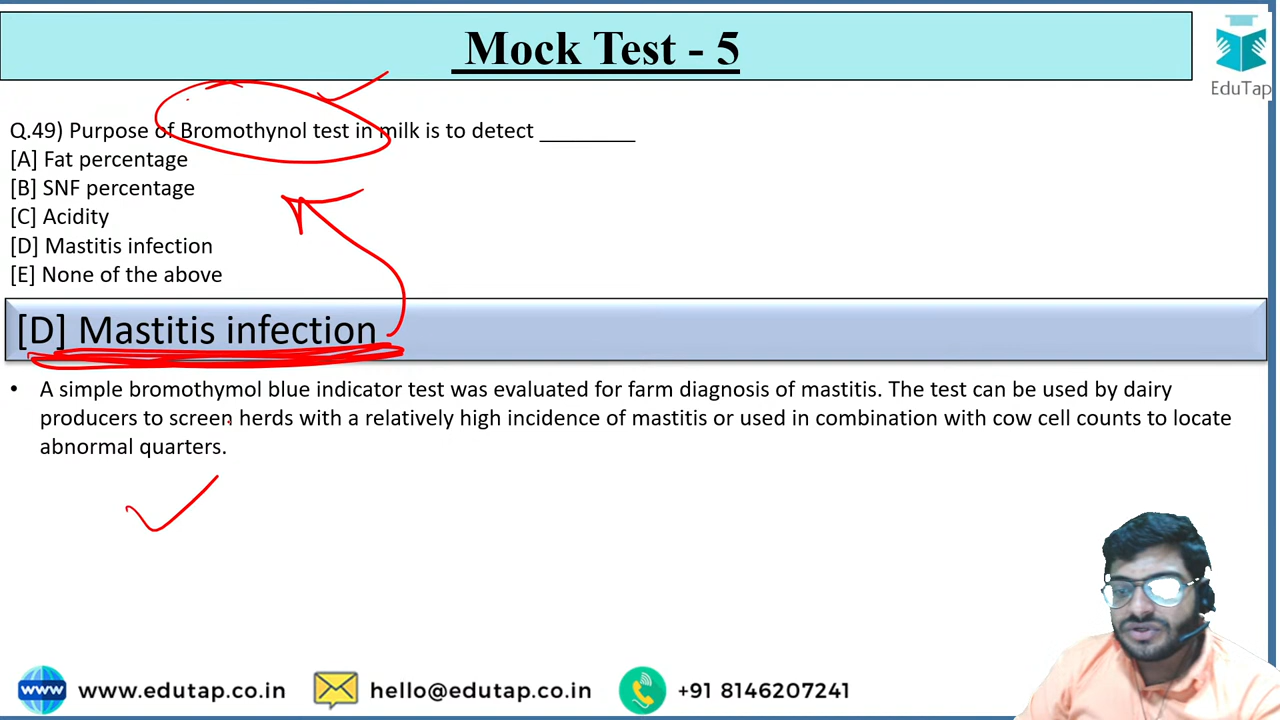 Mock Test - 5
EduTap
Q.49) Purpose of Bromothynol test in milk is to detect ________
[A] Fat percentage
[B] SNF percentage
[C] Acidity
[D] Mastitis infection
[E] None of the above
[D] Mastitis infection
• A simple bromothymol blue indicator test was evaluated for farm diagnosis of mastitis. The test can be used by dairy
producers to screen herds with a relatively high incidence of mastitis or used in combination with cow cell counts to locate
abnormal quarters.
www www.edutap.co.in hello@edutap.co.in +91 8146207241